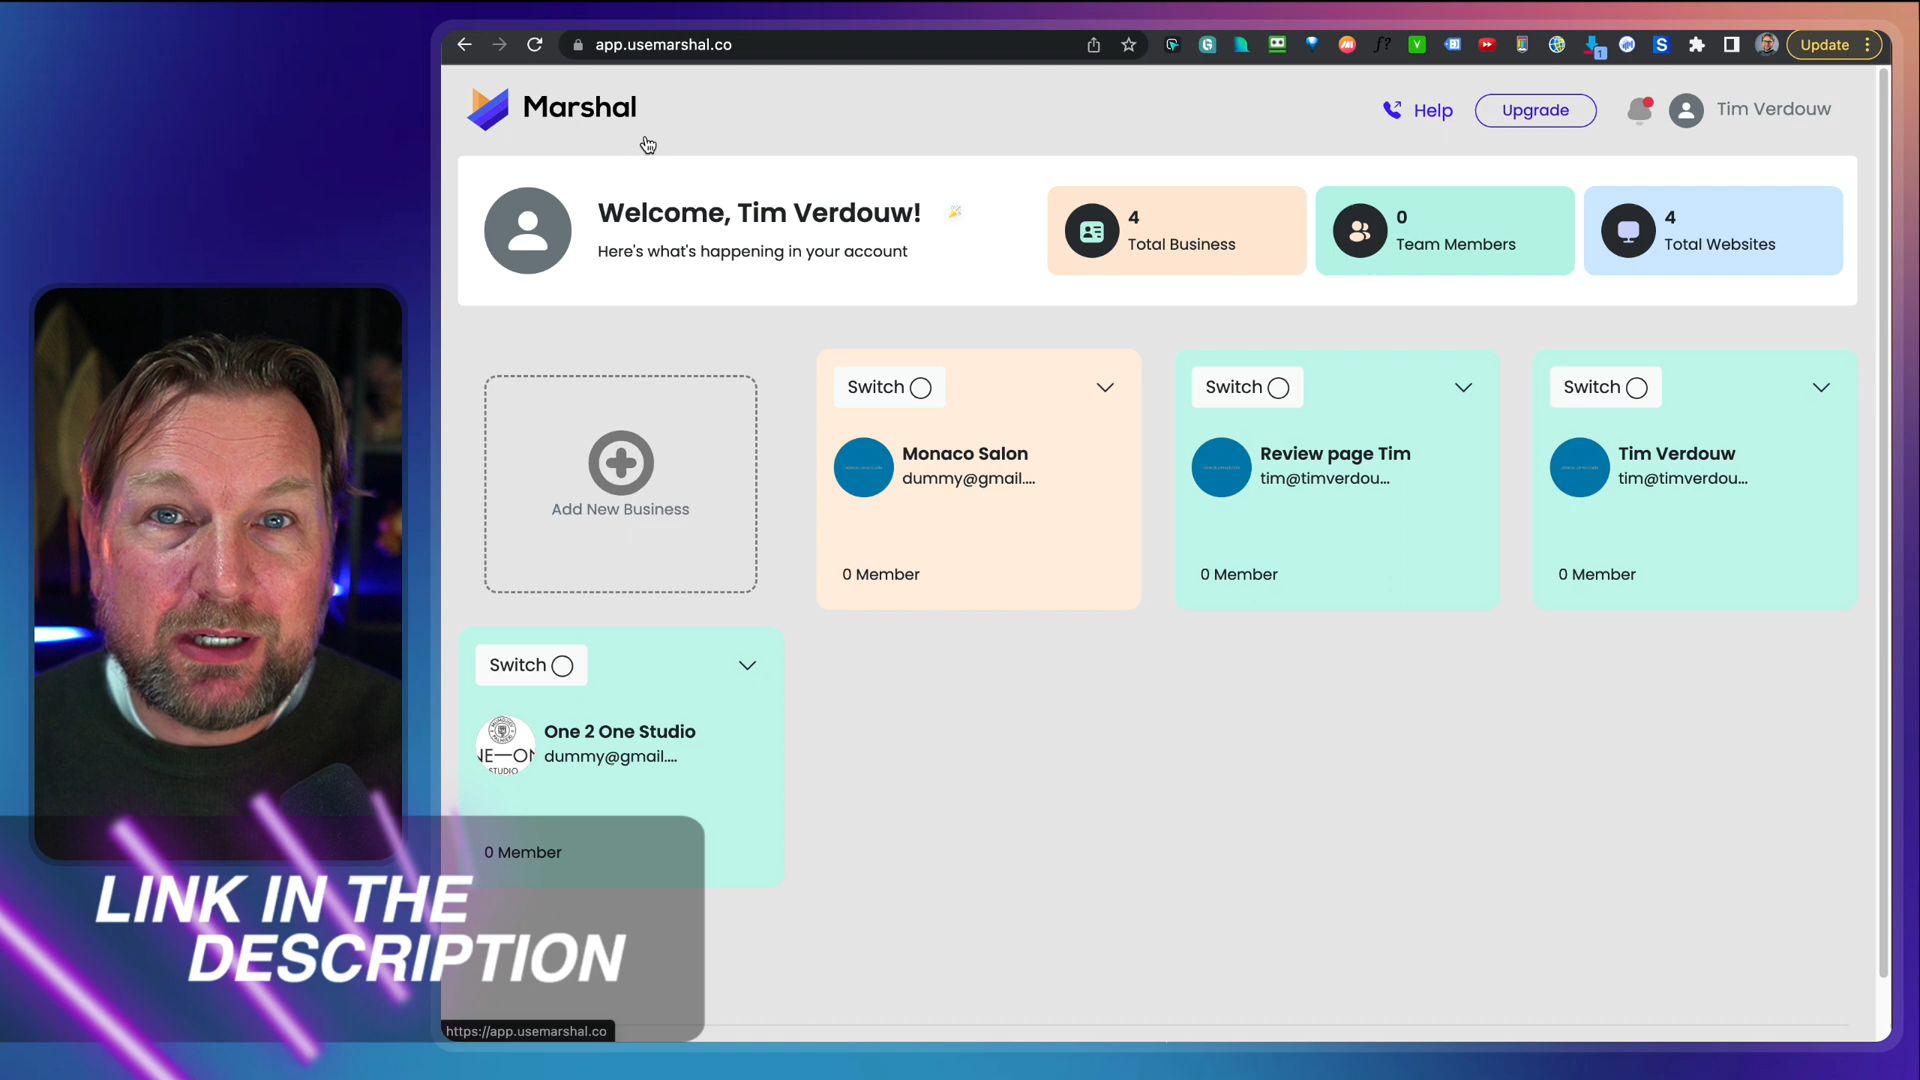 app.usemarshal.co
Update
Marshal
Help
Upgrade
Tim Verdouw
Welcome, Tim Verdouw!
Here's what's happening in your account
4
Total Business
0
Team Members
4
Total Websites
Add New Business
Switch
Monaco Salon
dummy@gmail....
0 Member
Switch
Review page Tim
tim@timverdou...
0 Member
Switch
Tim Verdouw
tim@timverdou...
0 Member
Switch
One 2 One Studio
dummy@gmail....
0 Member
LINK IN THE
DESCRIPTION
https://app.usemarshal.co